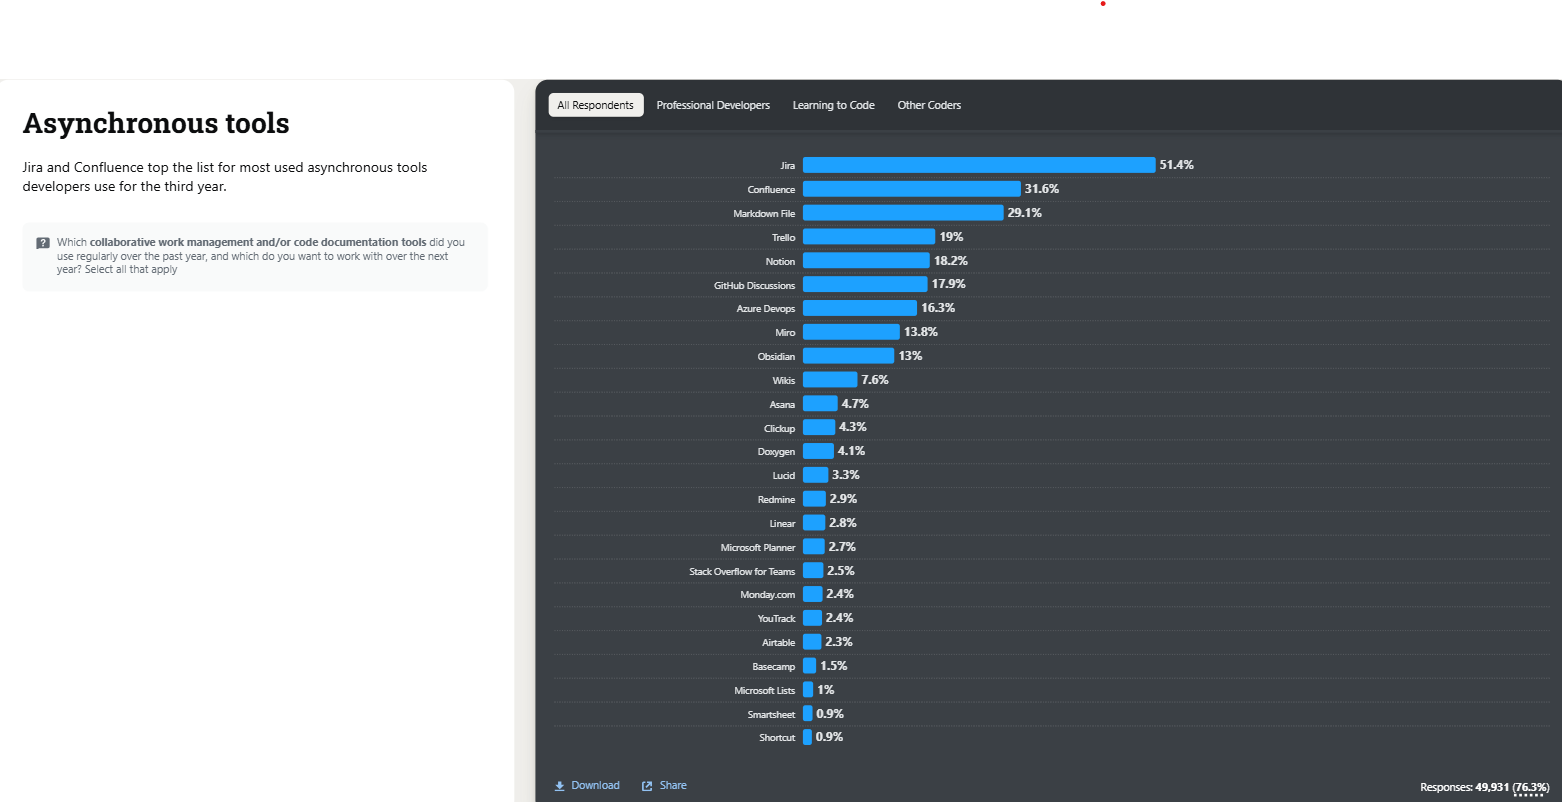 Asynchronous tools
Jira and Confluence top the list for most used asynchronous tools
developers use for the third year.
Which collaborative work management and/or code documentation tools did you
use regularly over the past year, and which do you want to work with over the next
year? Select all that apply
All Respondents Professional Developers Learning to Code Other Coders
Jira 51.4%
Confluence 31.6%
Markdown File 29.1%
Trello 19%
Notion 18.2%
GitHub Discussions 17.9%
Azure Devops 16.3%
Miro 13.8%
Obsidian 13%
Wikis 7.6%
Asana 4.7%
Clickup 4.3%
Doxygen 4.1%
Lucid 3.3%
Redmine 2.9%
Linear 2.8%
Microsoft Planner 2.7%
Stack Overflow for Teams 2.5%
Monday.com 2.4%
YouTrack 2.4%
Airtable 2.3%
Basecamp 1.5%
Microsoft Lists 1%
Smartsheet 0.9%
Shortcut 0.9%
Download Share Responses: 49,931 (76.3%)